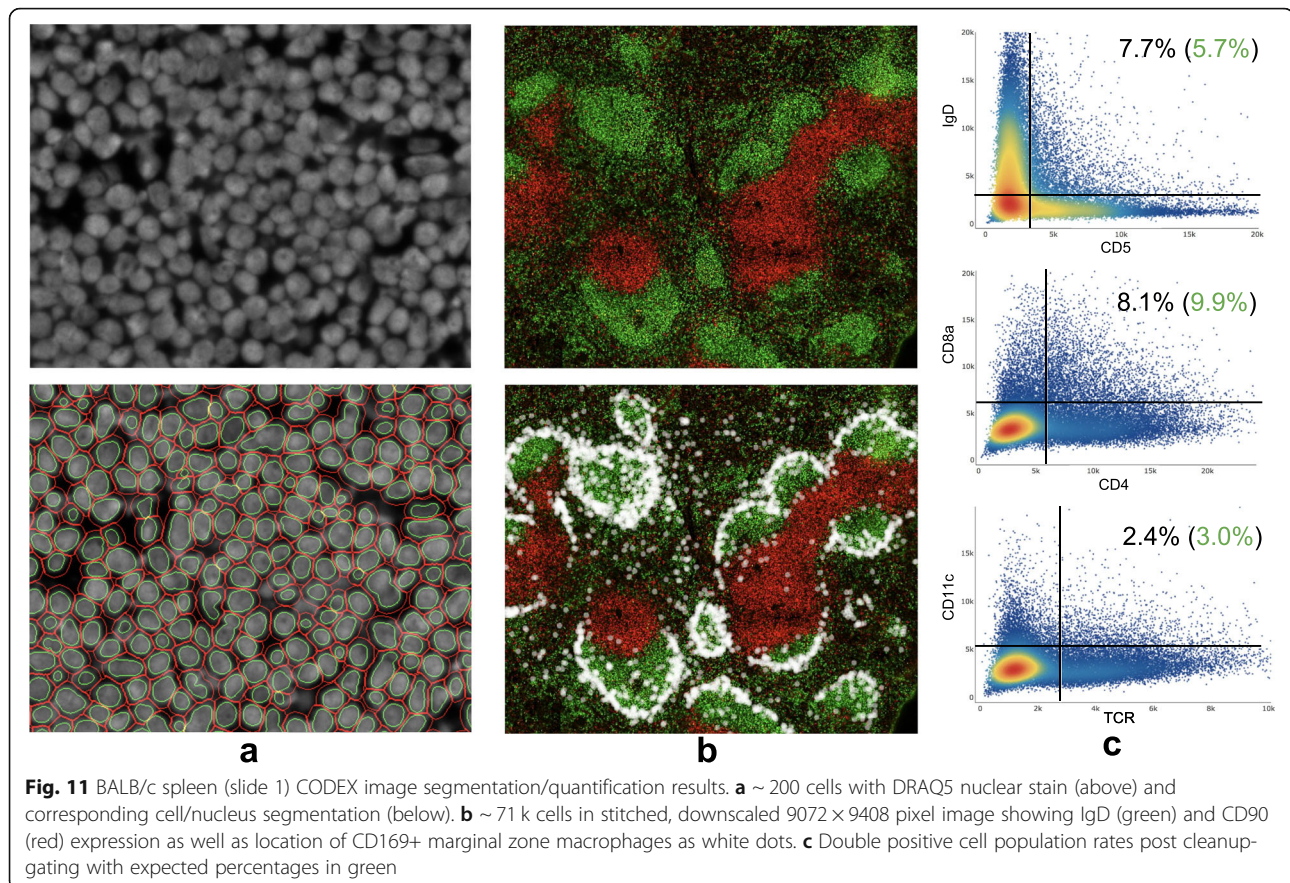 7.7% (5.7%)
20k
15k
10k
5k
0
IgD
0
5k
10k
15k
20k
CD5
8.1% (9.9%)
20k
15k
10k
5k
0
CD8a
0
5k
10k
15k
20k
CD4
2.4% (3.0%)
15k
10k
5k
0
CD11c
0
2k
4k
6k
8k
10k
TCR
a
b
c
Fig. 11 BALB/c spleen (slide 1) CODEX image segmentation/quantification results. a ~ 200 cells with DRAQ5 nuclear stain (above) and
corresponding cell/nucleus segmentation (below). b ~ 71 k cells in stitched, downscaled 9072 × 9408 pixel image showing IgD (green) and CD90
(red) expression as well as location of CD169+ marginal zone macrophages as white dots. c Double positive cell population rates post cleanup-
gating with expected percentages in green